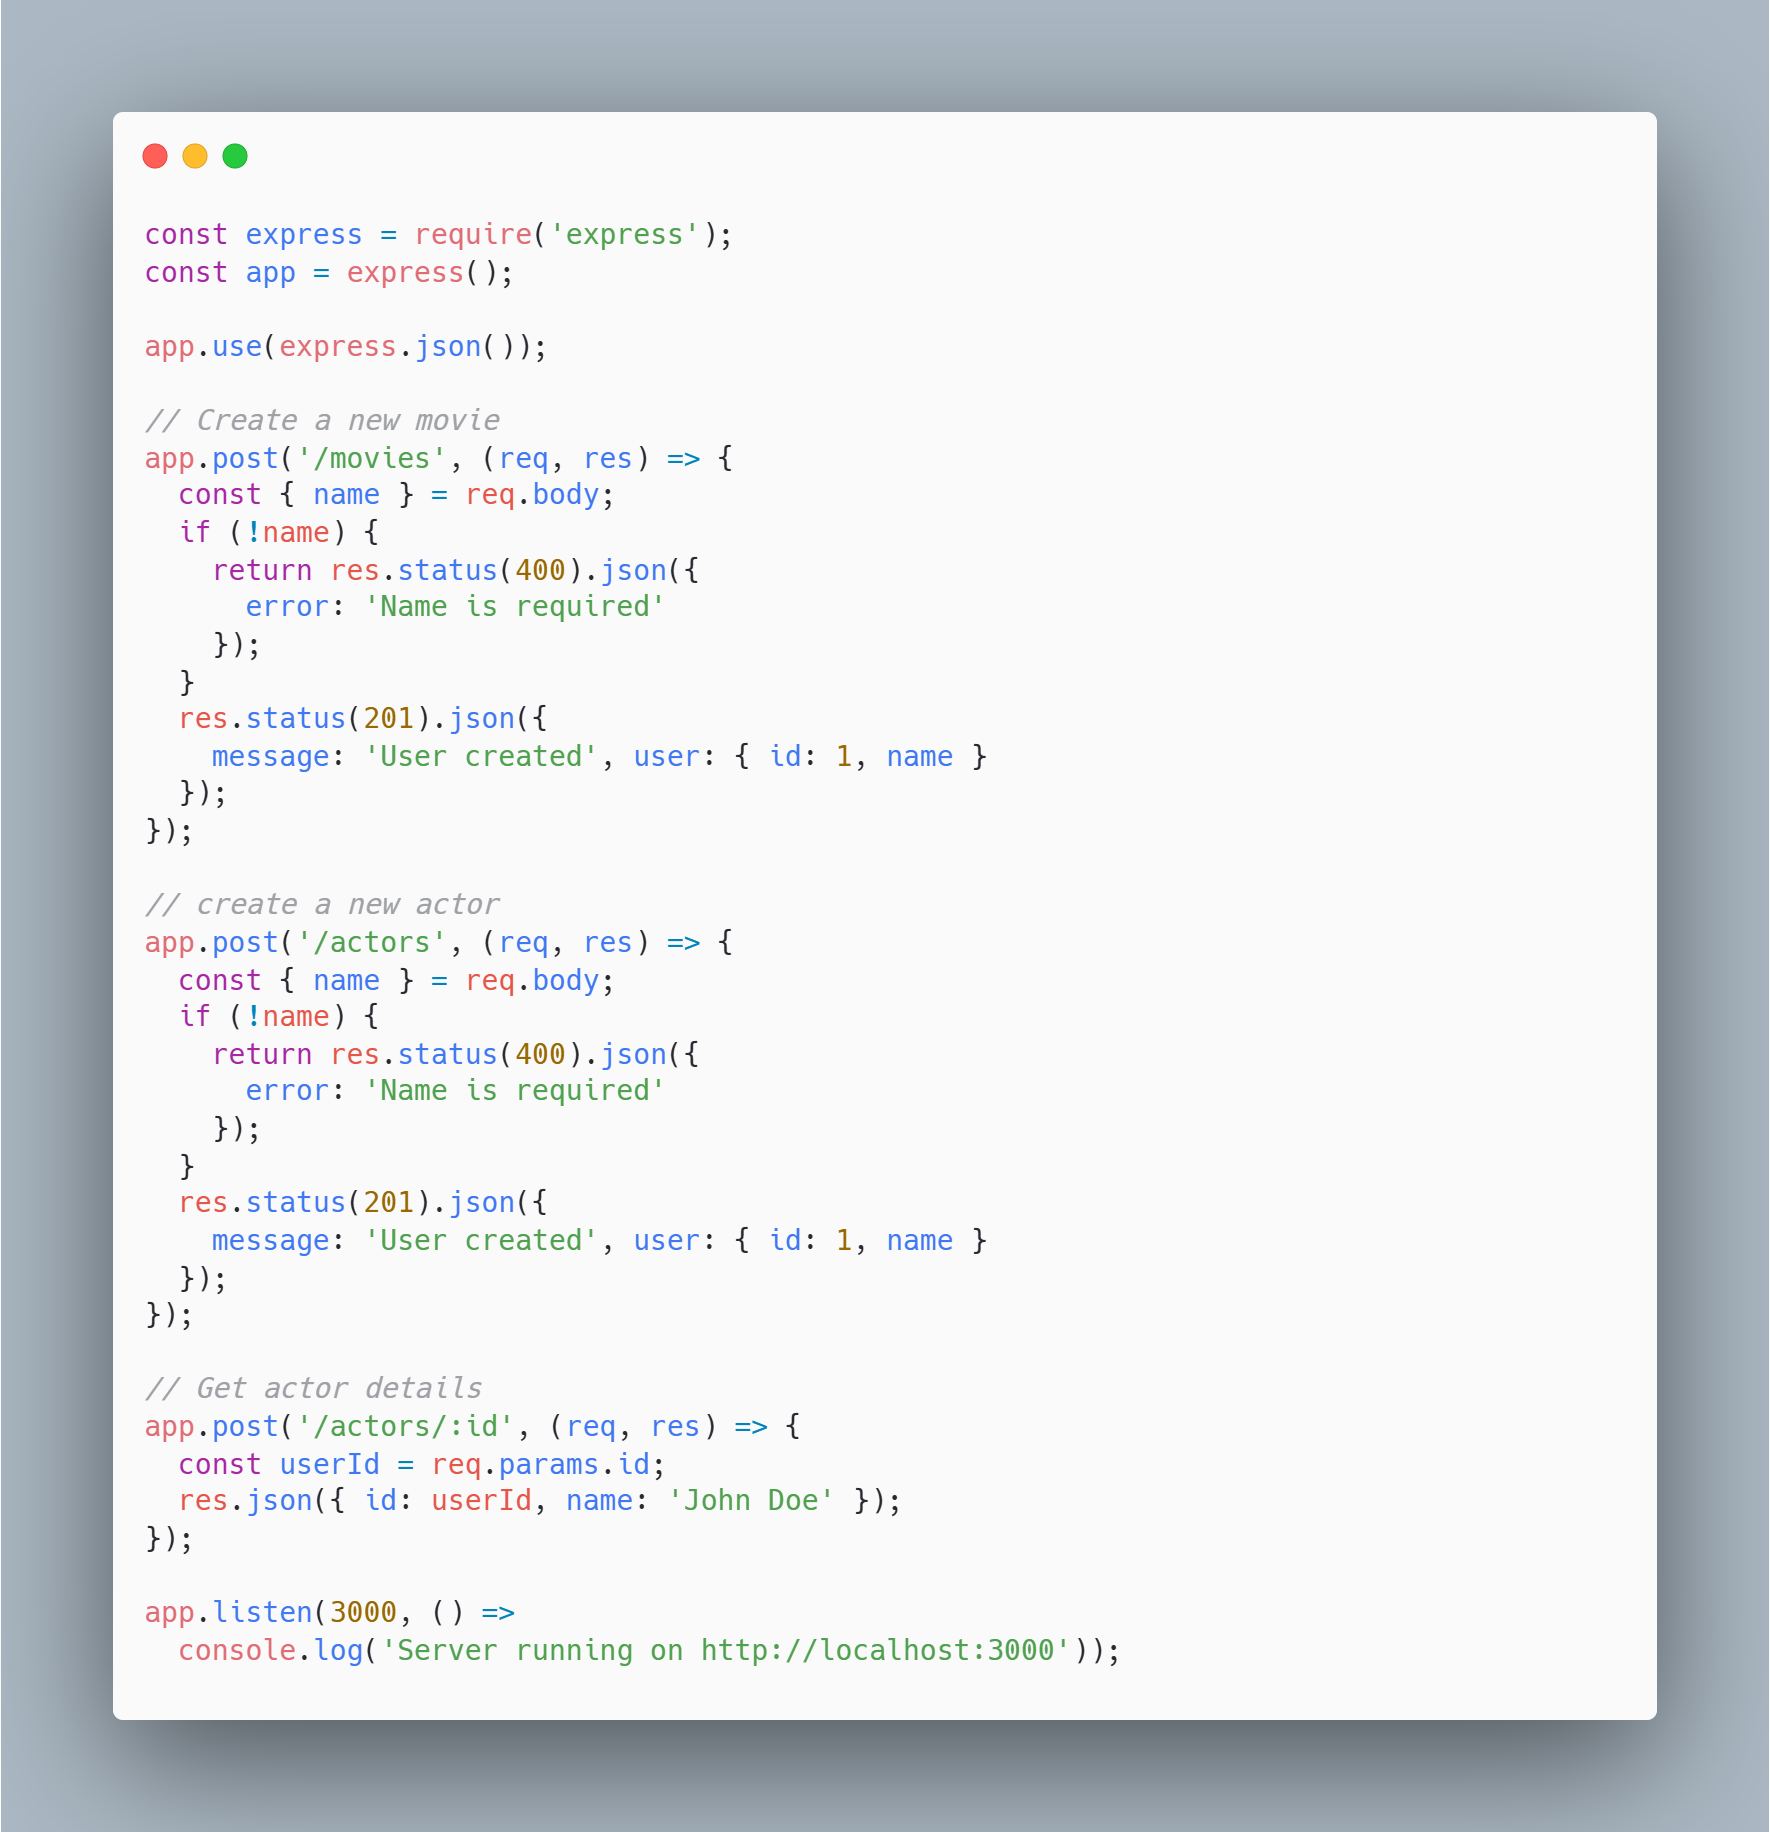 const express = require('express');
const app = express();

app.use(express.json());

// Create a new movie
app.post('/movies', (req, res) => {
  const { name } = req.body;
  if (!name) {
    return res.status(400).json({
      error: 'Name is required'
    });
  }
  res.status(201).json({
    message: 'User created', user: { id: 1, name }
  });
});

// create a new actor
app.post('/actors', (req, res) => {
  const { name } = req.body;
  if (!name) {
    return res.status(400).json({
      error: 'Name is required'
    });
  }
  res.status(201).json({
    message: 'User created', user: { id: 1, name }
  });
});

// Get actor details
app.post('/actors/:id', (req, res) => {
  const userId = req.params.id;
  res.json({ id: userId, name: 'John Doe' });
});

app.listen(3000, () =>
  console.log('Server running on http://localhost:3000'));